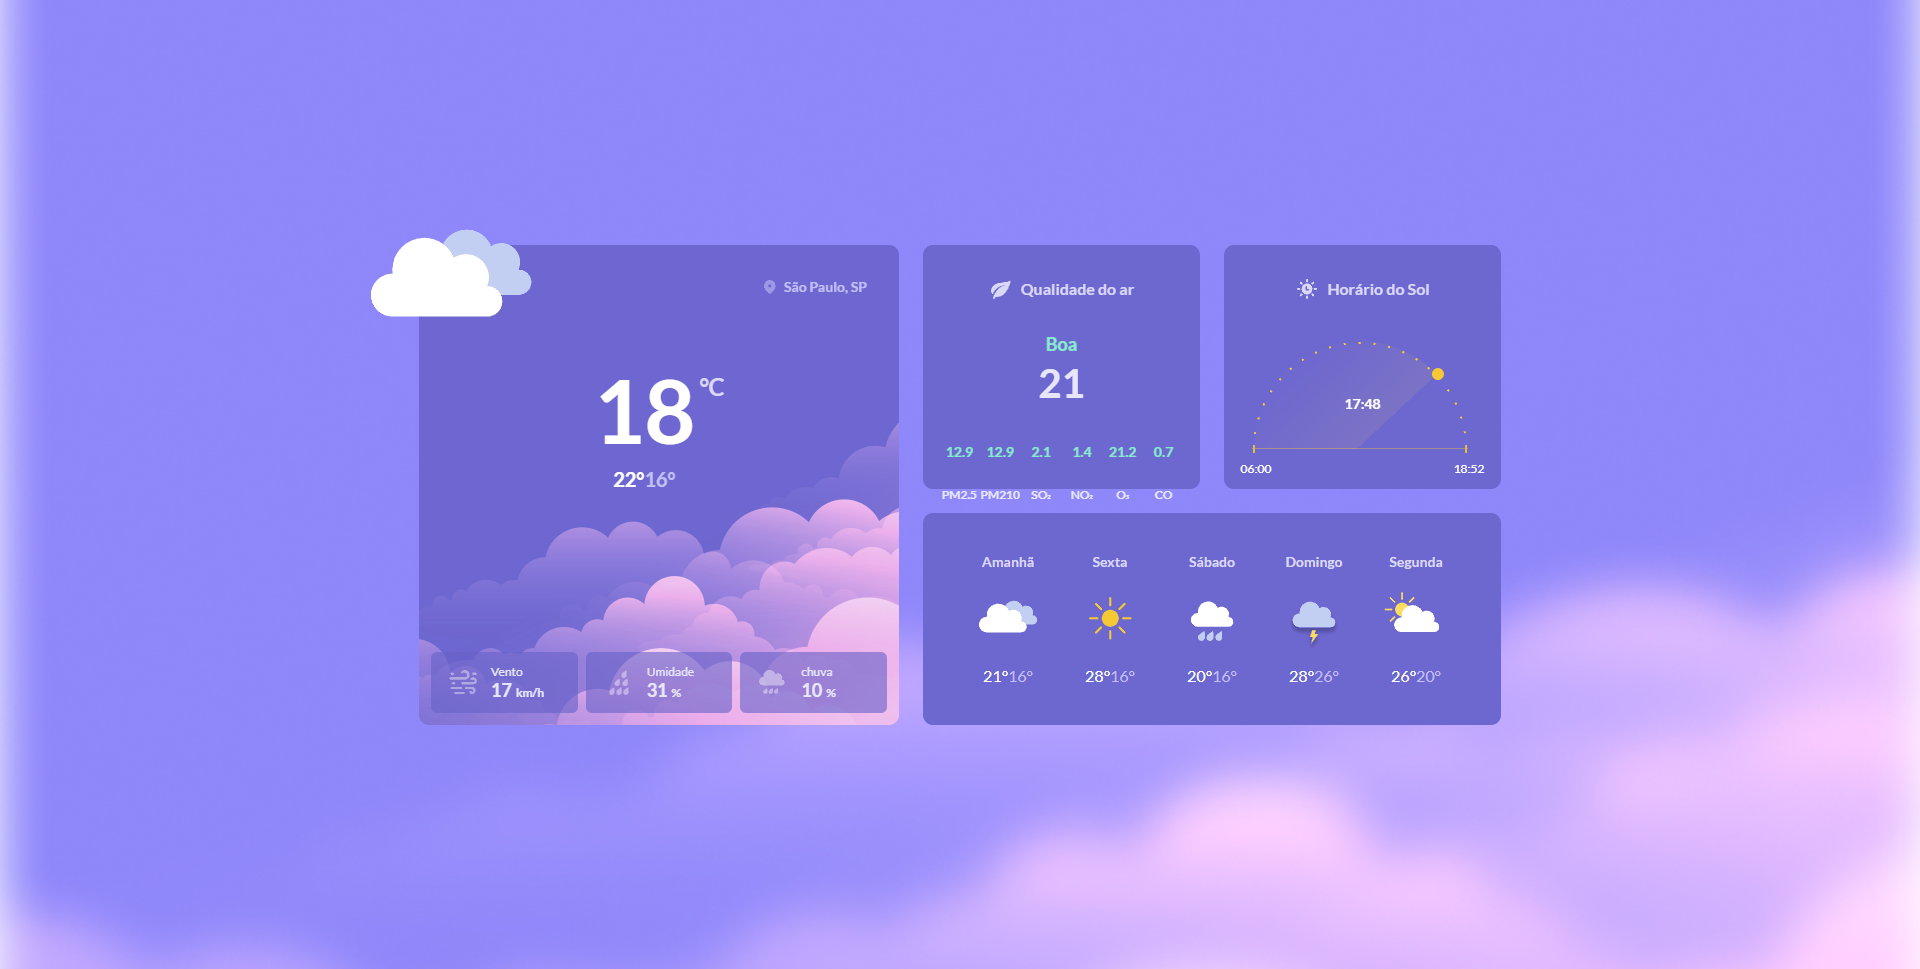 São Paulo, SP
18 °C
22°16°
Vento
17 km/h
Umidade
31 %
chuva
10 %
Qualidade do ar
Boa
21
12.9 12.9 2.1 1.4 21.2 0.7
PM2.5 PM210 SO₂ NO₂ O₃ CO
Horário do Sol
17:48
06:00 18:52
Amanhã Sexta Sábado Domingo Segunda
21°16° 28°16° 20°16° 28°26° 26°20°